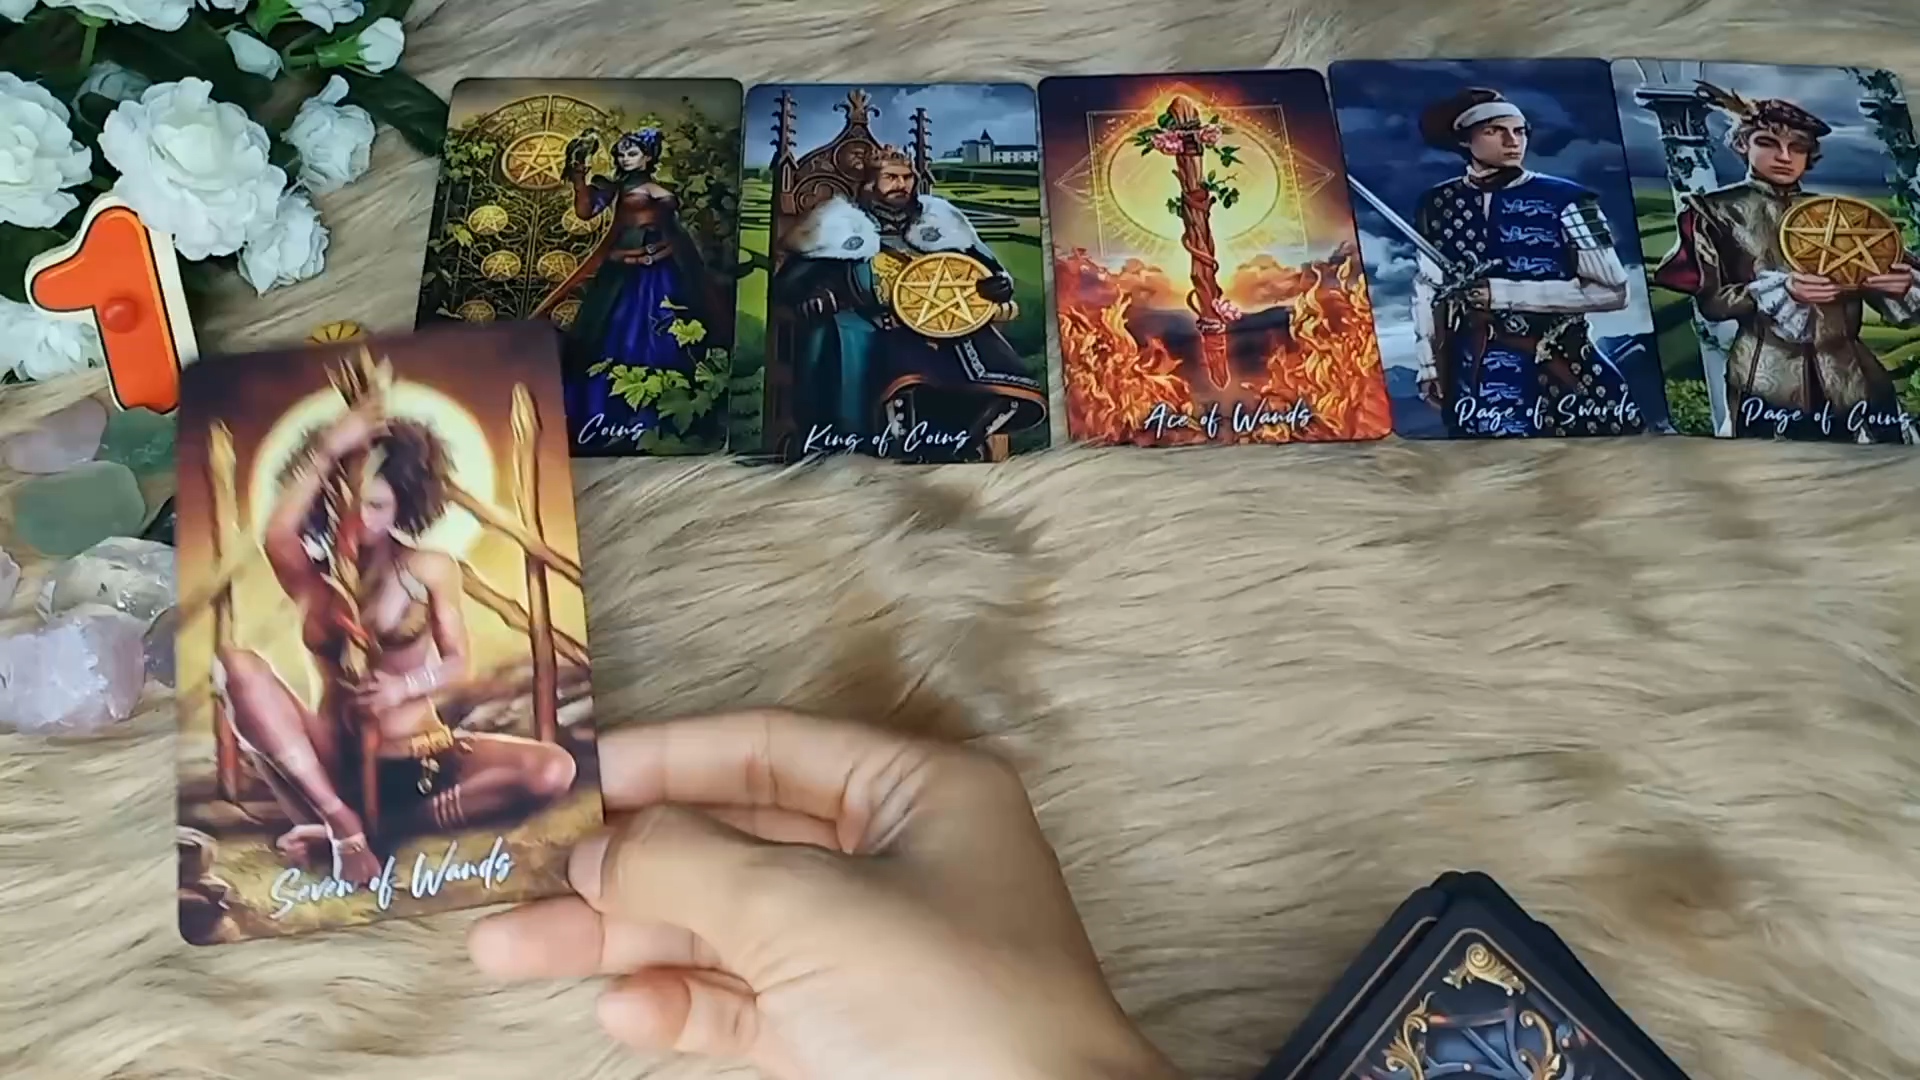 1
Coins
King of Coins
Ace of Wands
Page of Swords
Page of Coins
Seven of Wands